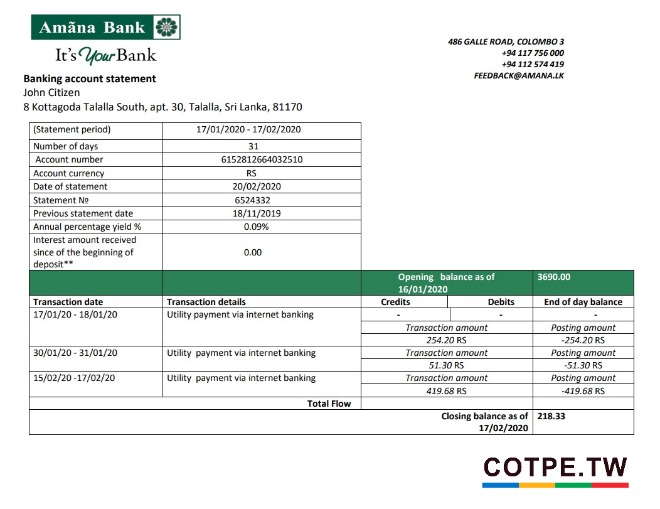 Amãna Bank
It's Your Bank
486 GALLE ROAD, COLOMBO 3
+94 117 756 000
+94 112 574 419
FEEDBACK@AMANA.LK
Banking account statement
John Citizen
8 Kottagoda Talalla South, apt. 30, Talalla, Sri Lanka, 81170
(Statement period) 17/01/2020 - 17/02/2020
Number of days 31
Account number 6152812664032510
Account currency RS
Date of statement 20/02/2020
Statement № 6524332
Previous statement date 18/11/2019
Annual percentage yield % 0.09%
Interest amount received
since of the beginning of 0.00
deposit**
Opening balance as of 3690.00
16/01/2020
Transaction date Transaction details Credits Debits End of day balance
17/01/20 - 18/01/20 Utility payment via internet banking - - -
Transaction amount Posting amount
254.20 RS -254.20 RS
30/01/20 - 31/01/20 Utility payment via internet banking Transaction amount Posting amount
51.30 RS -51.30 RS
15/02/20 -17/02/20 Utility payment via internet banking Transaction amount Posting amount
419.68 RS -419.68 RS
Total Flow
Closing balance as of 218.33
17/02/2020
COTPE.TW